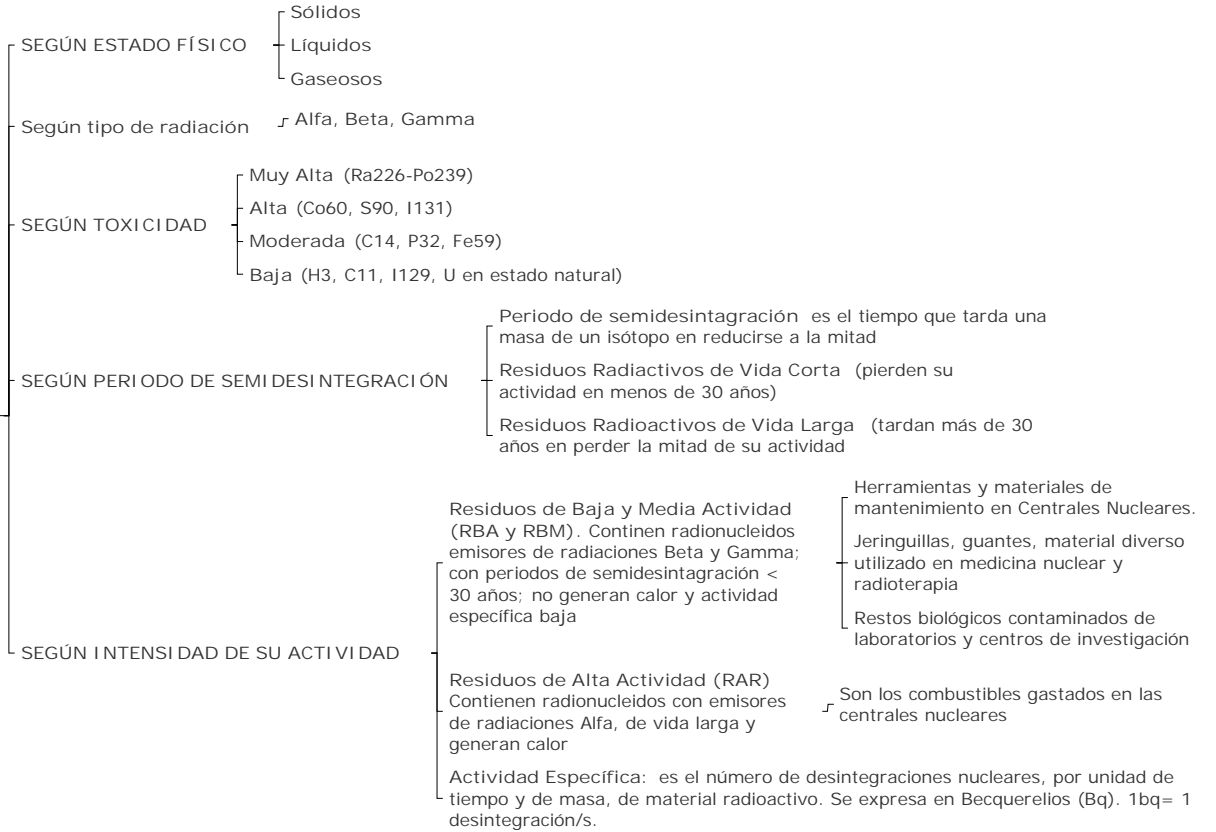 SEGÚN ESTADO FÍSICO
Sólidos
Líquidos
Gaseosos
Según tipo de radiación
Alfa, Beta, Gamma
SEGÚN TOXICIDAD
Muy Alta (Ra226-Po239)
Alta (Co60, S90, I131)
Moderada (C14, P32, Fe59)
Baja (H3, C11, I129, U en estado natural)
SEGÚN PERIODO DE SEMIDESINTEGRACIÓN
Periodo de semidesintagración es el tiempo que tarda una
masa de un isótopo en reducirse a la mitad
Residuos Radiactivos de Vida Corta (pierden su
actividad en menos de 30 años)
Residuos Radioactivos de Vida Larga (tardan más de 30
años en perder la mitad de su actividad
SEGÚN INTENSIDAD DE SU ACTIVIDAD
Residuos de Baja y Media Actividad
(RBA y RBM). Continen radionucleidos
emisores de radiaciones Beta y Gamma;
con periodos de semidesintagración <
30 años; no generan calor y actividad
específica baja
Herramientas y materiales de
mantenimiento en Centrales Nucleares.
Jeringuillas, guantes, material diverso
utilizado en medicina nuclear y
radioterapia
Restos biológicos contaminados de
laboratorios y centros de investigación
Residuos de Alta Actividad (RAR)
Contienen radionucleidos con emisores
de radiaciones Alfa, de vida larga y
generan calor
Son los combustibles gastados en las
centrales nucleares
Actividad Específica: es el número de desintegraciones nucleares, por unidad de
tiempo y de masa, de material radioactivo. Se expresa en Becquerelios (Bq). 1bq= 1
desintegración/s.